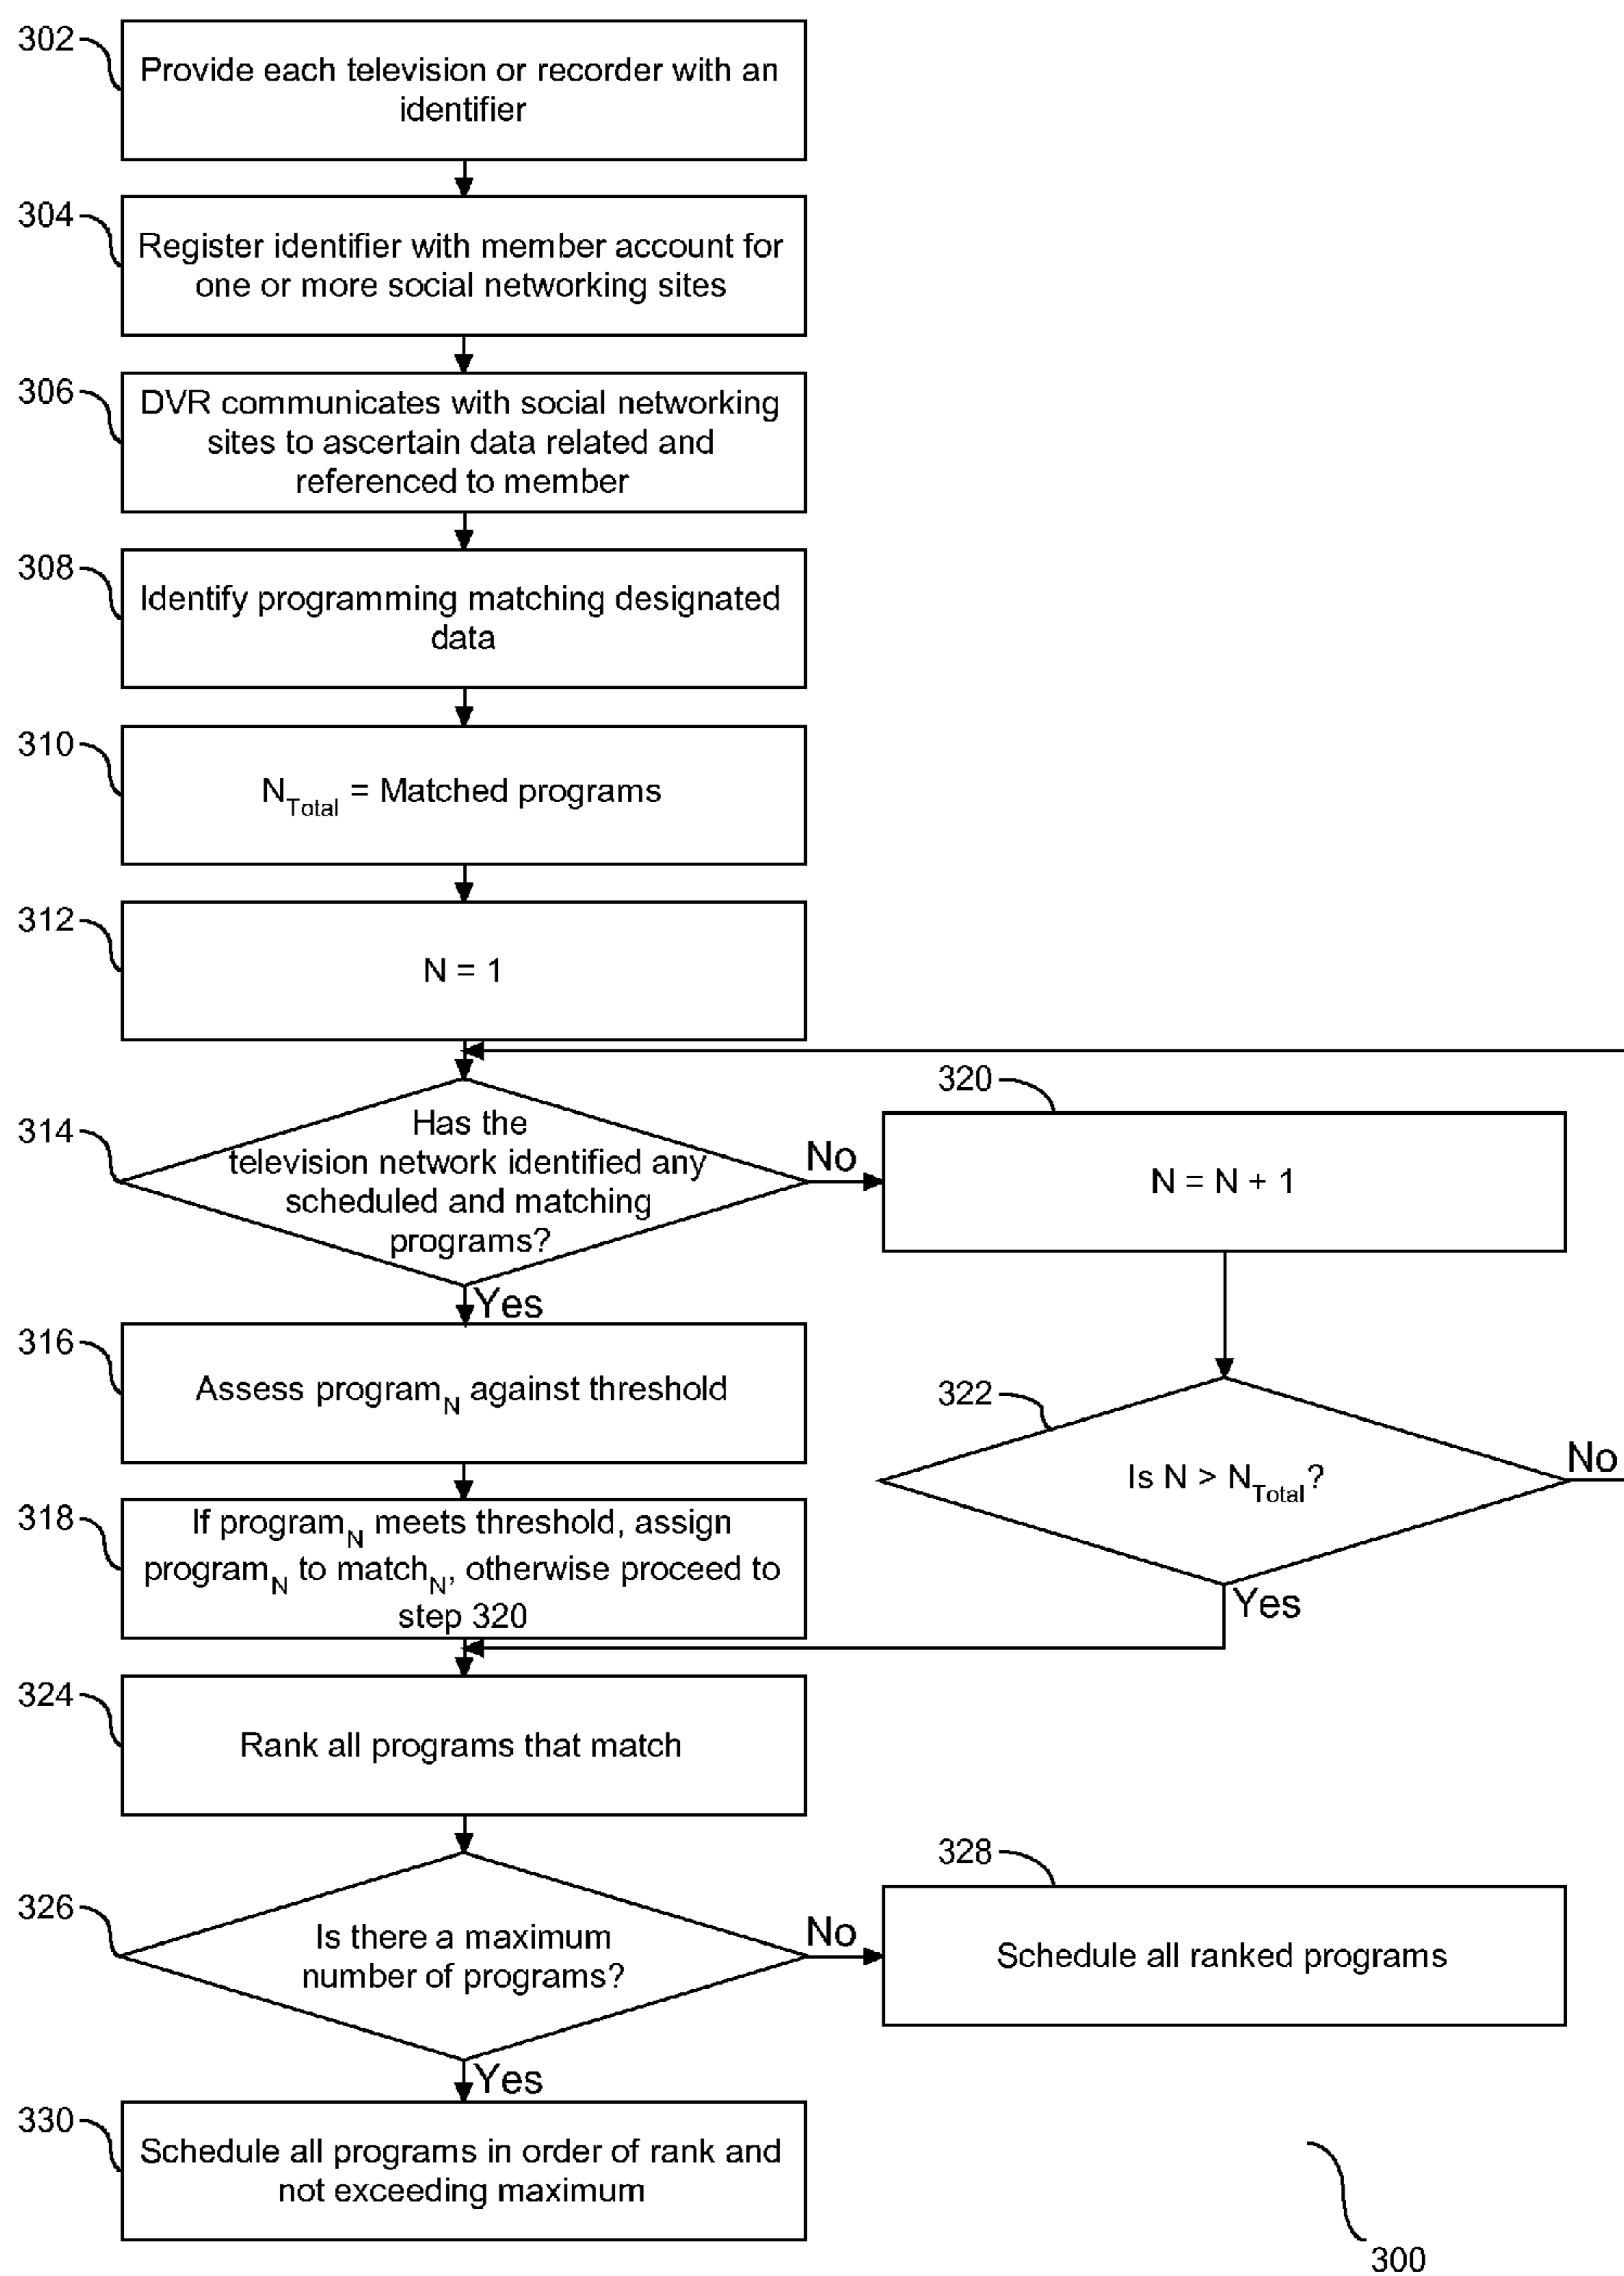 302
Provide each television or recorder with an
identifier
304
Register identifier with member account for
one or more social networking sites
306
DVR communicates with social networking
sites to ascertain data related and
referenced to member
308
Identify programming matching designated
data
310
N_Total = Matched programs
312
N = 1
314
Has the
television network identified any
scheduled and matching
programs?
No
Yes
320
N = N + 1
316
Assess program_N against threshold
322
Is N > N_Total?
No
Yes
318
If program_N meets threshold, assign
program_N to match_N, otherwise proceed to
step 320
324
Rank all programs that match
326
Is there a maximum
number of programs?
No
Yes
328
Schedule all ranked programs
330
Schedule all programs in order of rank and
not exceeding maximum
300